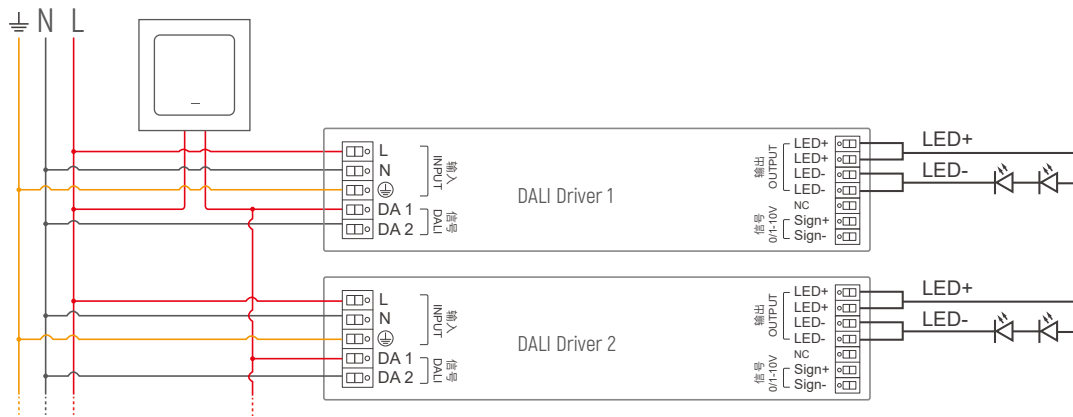 N L
L
N
DA 1
DA 2
输入
INPUT
信号
DALI
DALI Driver 1
输出
OUTPUT
信号
0/1-10V
LED+
LED+
LED-
LED-
NC
Sign+
Sign-
LED+
LED-
L
N
DA 1
DA 2
输入
INPUT
信号
DALI
DALI Driver 2
输出
OUTPUT
信号
0/1-10V
LED+
LED+
LED-
LED-
NC
Sign+
Sign-
LED+
LED-